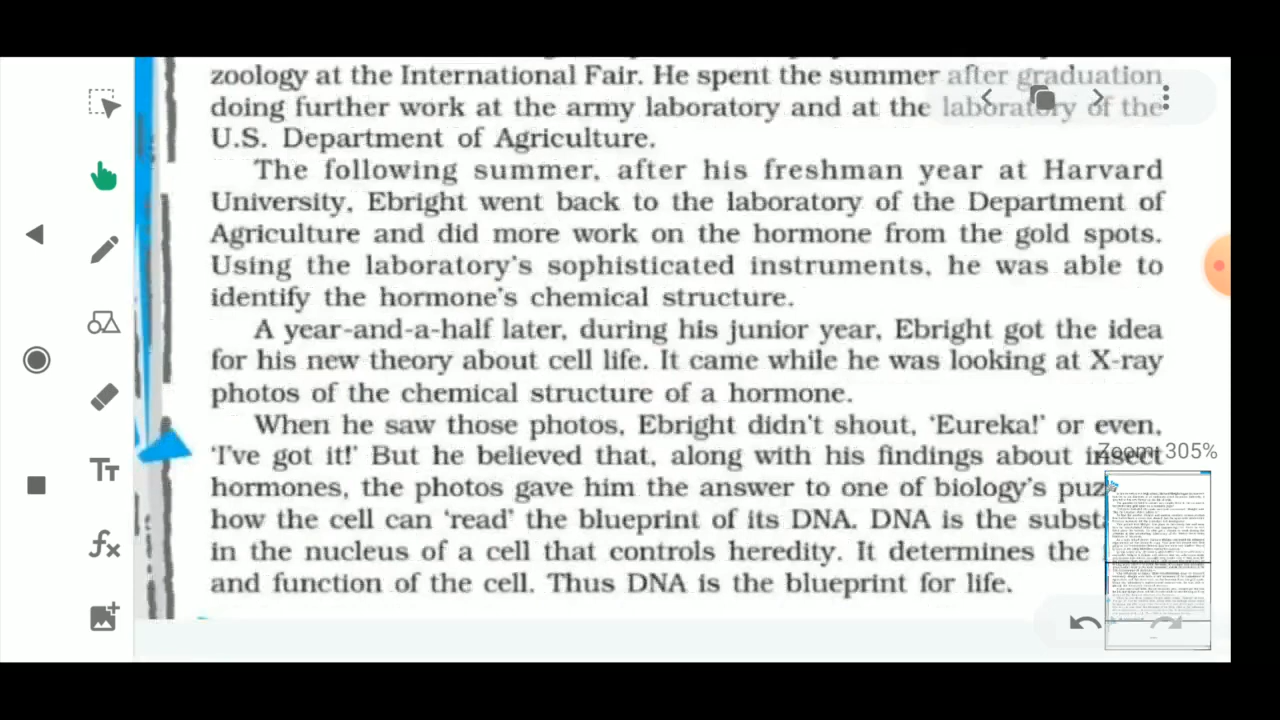 zoology at the International Fair. He spent the summer after graduation
doing further work at the army laboratory and at the laboratory of the
U.S. Department of Agriculture.
The following summer, after his freshman year at Harvard
University, Ebright went back to the laboratory of the Department of
Agriculture and did more work on the hormone from the gold spots.
Using the laboratory's sophisticated instruments, he was able to
identify the hormone's chemical structure.
A year-and-a-half later, during his junior year, Ebright got the idea
for his new theory about cell life. It came while he was looking at X-ray
photos of the chemical structure of a hormone.
When he saw those photos, Ebright didn't shout, 'Eureka!' or even,
'I've got it!' But he believed that, along with his findings about insect
Zoom: 305%
hormones, the photos gave him the answer to one of biology's
how the cell can 'read' the blueprint of its DNA. DNA is the
in the nucleus of a cell that controls heredity. It determines the
and function of the cell. Thus DNA is the blueprint for life.
Tт
fx